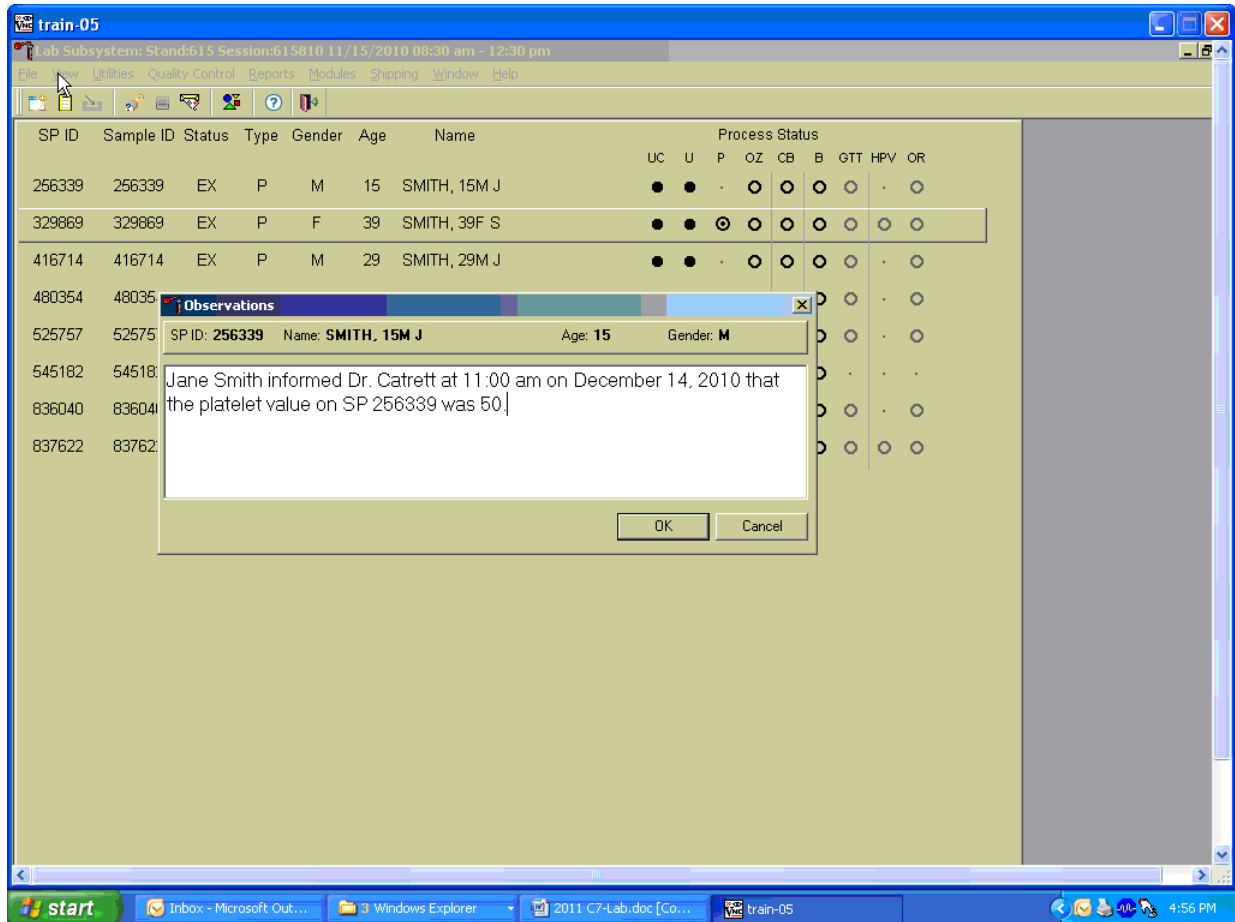 train-05
Lab Subsystem: Stand:615 Session:615810 11/15/2010 08:30 am - 12:30 pm
File View Utilities Quality Control Reports Modules Shipping Window Help
SP ID Sample ID Status Type Gender Age Name Process Status
UC U P OZ CB B GTT HPV OR
256339 256339 EX P M 15 SMITH, 15M J
329869 329869 EX P F 39 SMITH, 39F S
416714 416714 EX P M 29 SMITH, 29M J
480354 48035
Observations
525757 52575
SP ID: 256339 Name: SMITH, 15M J Age: 15 Gender: M
545182 54518
Jane Smith informed Dr. Catrett at 11:00 am on December 14, 2010 that
836040 83604
the platelet value on SP 256339 was 50.
837622 83762
OK Cancel
start Inbox - Microsoft Out... 3 Windows Explorer 2011 C7-Lab.doc [Co... train-05 4:56 PM